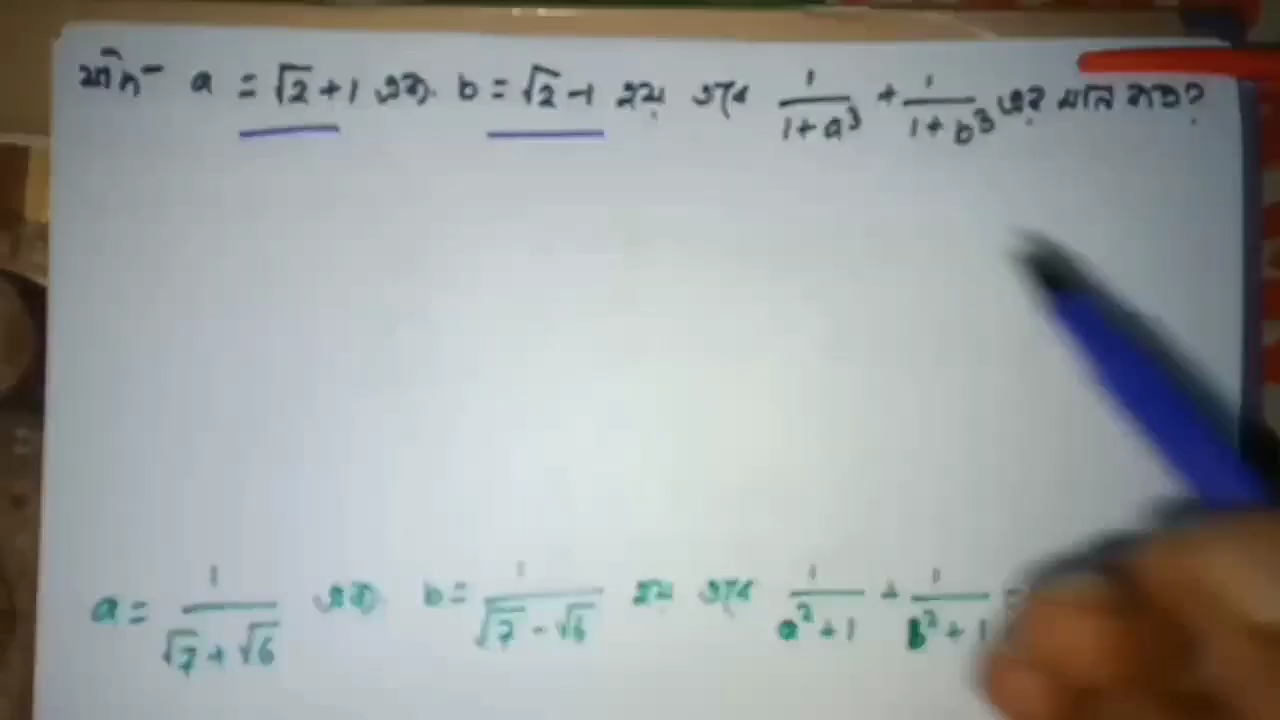 যদি a = √2 + 1 এবং b = √2 - 1 হয় তবে 1/(1 + a³) + 1/(1 + b³) এর মান কত?
a = 1/(√7 + √6) এবং b = 1/(√7 - √6) হয় তবে 1/(a² + 1) + 1/(b² + 1) =